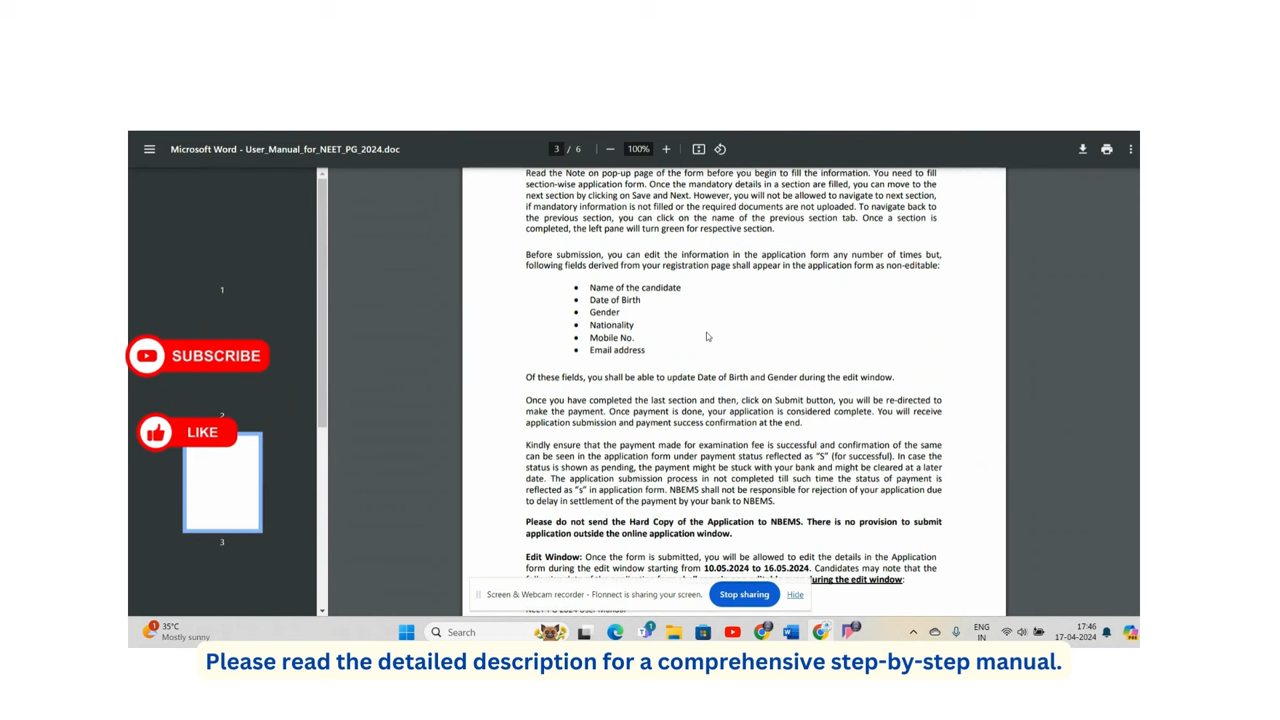 Microsoft Word - User_Manual_for_NEET_PG_2024.doc
3 / 6
100%
Read the Note on pop-up page of the form before you begin to fill the information. You need to fill
section-wise application form. Once the mandatory details in a section are filled, you can move to the
next section by clicking on Save and Next. However, you will not be allowed to navigate to next section,
if mandatory information is not filled or the required documents are not uploaded. To navigate back to
the previous section, you can click on the name of the previous section tab. Once a section is
completed, the left pane will turn green for respective section.
Before submission, you can edit the information in the application form any number of times but,
following fields derived from your registration page shall appear in the application form as non-editable:
• Name of the candidate
• Date of Birth
• Gender
• Nationality
• Mobile No.
• Email address
Of these fields, you shall be able to update Date of Birth and Gender during the edit window.
Once you have completed the last section and then, click on Submit button, you will be re-directed to
make the payment. Once payment is done, your application is considered complete. You will receive
application submission and payment success confirmation at the end.
Kindly ensure that the payment made for examination fee is successful and confirmation of the same
can be seen in the application form under payment status reflected as “S” (for successful). In case the
status is shown as pending, the payment might be stuck with your bank and might be cleared at a later
date. The application submission process in not completed till such time the status of payment is
reflected as “s” in application form. NBEMS shall not be responsible for rejection of your application due
to delay in settlement of the payment by your bank to NBEMS.
Please do not send the Hard Copy of the Application to NBEMS. There is no provision to submit
application outside the online application window.
Edit Window: Once the form is submitted, you will be allowed to edit the details in the Application
form during the edit window starting from 10.05.2024 to 16.05.2024. Candidates may note that the
during the edit window:
1
SUBSCRIBE
2
LIKE
3
Screen & Webcam recorder - Flonnect is sharing your screen.
Stop sharing
Hide
1
35°C
Mostly sunny
Search
1
ENG
IN
17:46
17-04-2024
Please read the detailed description for a comprehensive step-by-step manual.